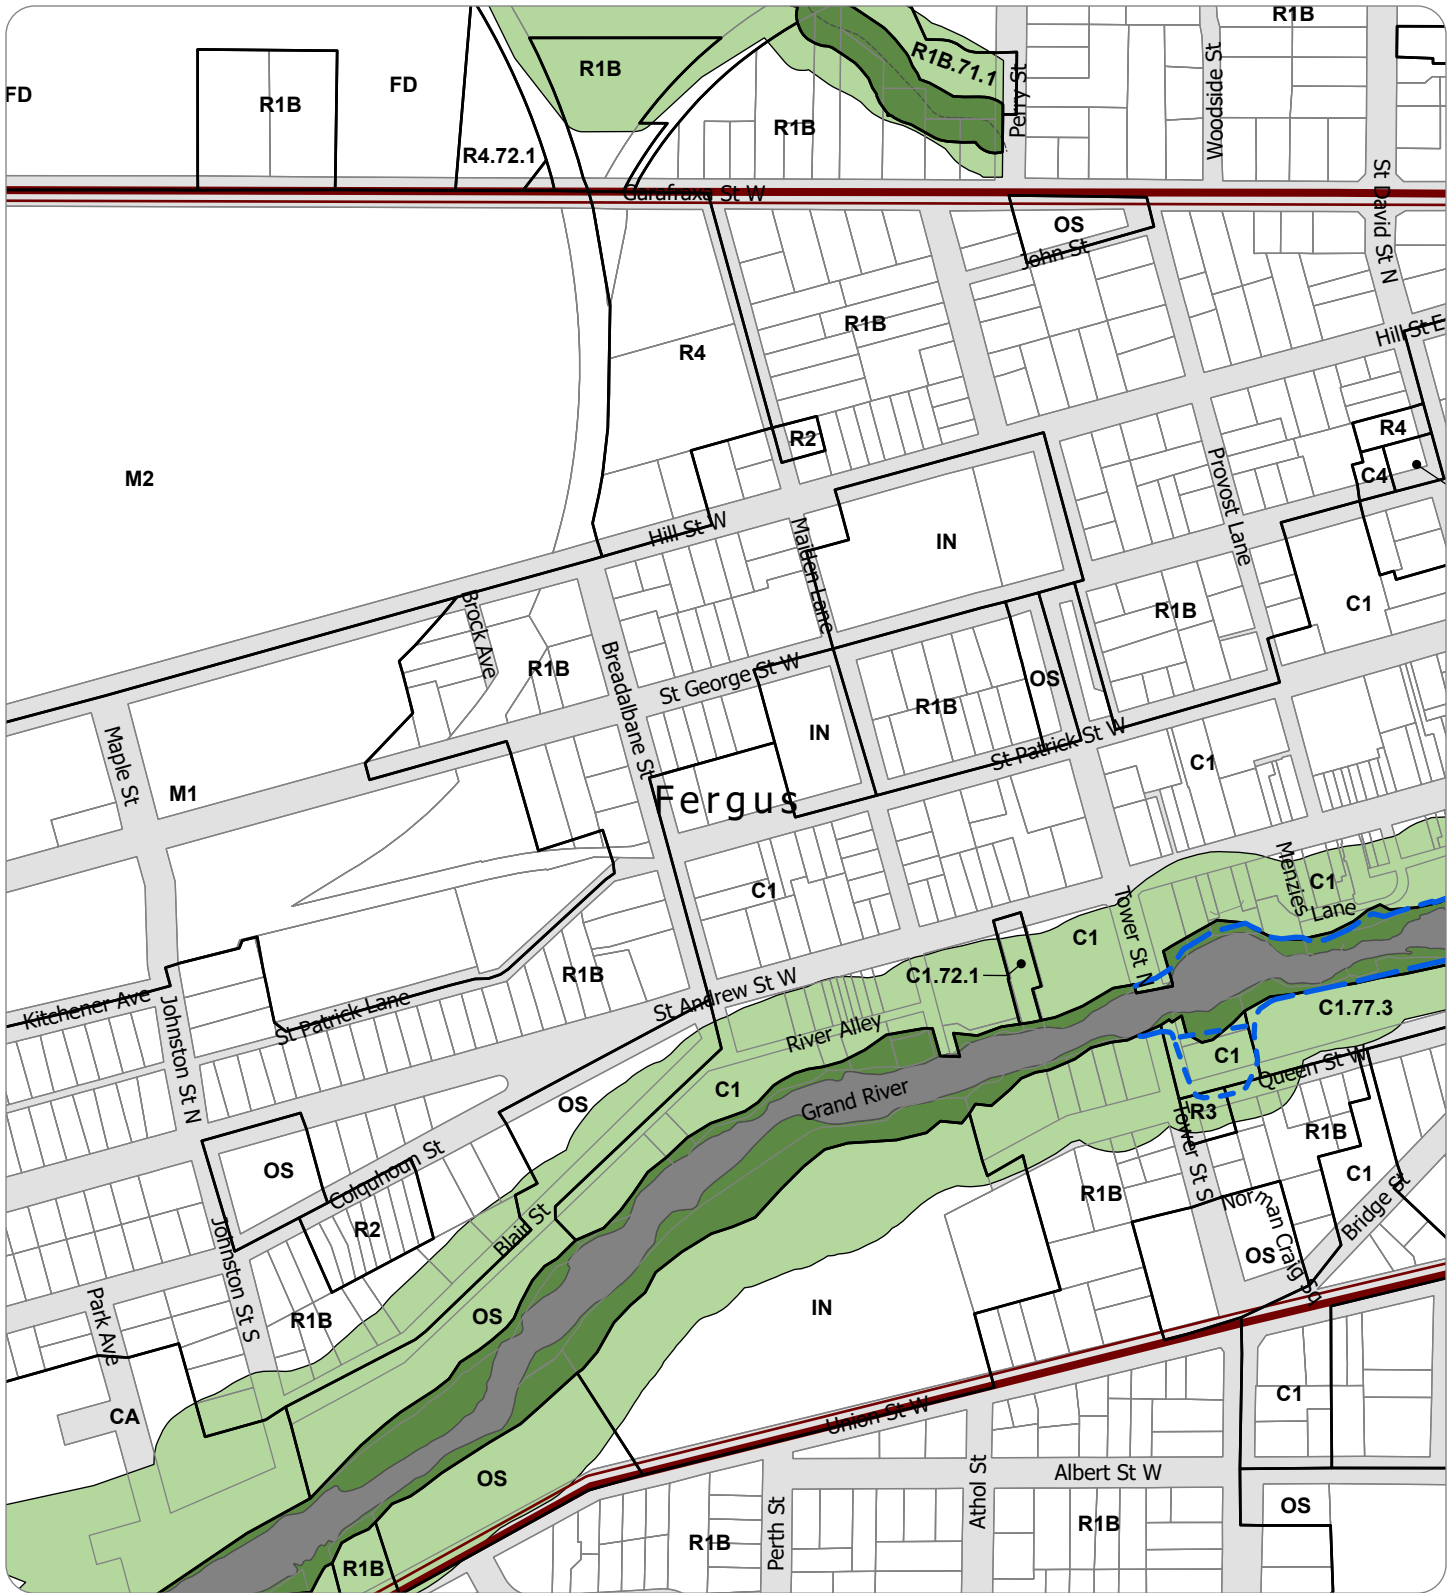 R1B
R1B
R1B.71.1
FD
R1B
FD
Perry St
Woodside St
R1B
R4.72.1
St David St N
Garafraxa St W
OS
John St
R1B
Hill St E
R4
R2
R4
C4
M2
Provost Lane
Hill St W
Maiden Lane
IN
Brock Ave
R1B
C1
Breadalbane St
R1B
St George St W
OS
R1B
IN
St Patrick St W
Maple St
C1
M1
Fergus
C1
Menzies Lane
C1
Tower St N
C1
R1B
C1.72.1
St Andrew St W
Kitchener Ave
St Patrick Lane
Johnston St N
River Alley
C1.77.3
C1
Queen St W
C1
Grand River
OS
R3
Tower St S
R1B
Colquhoun St
OS
C1
R1B
Norman Craig Sq
Bridge St
R2
Blair St
OS
Johnston St S
Park Ave
R1B
OS
IN
CA
C1
Union St W
OS
Albert St W
Athol St
Perth St
OS
R1B
R1B
R1B